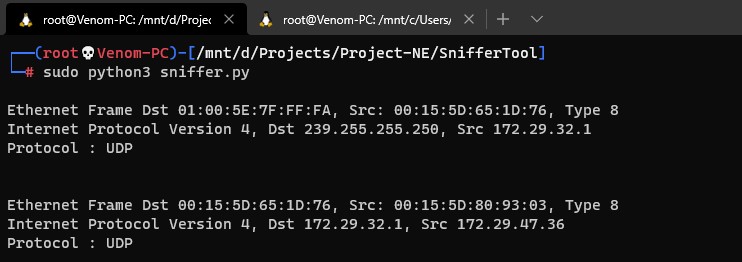 root@Venom-PC: /mnt/d/Projec
root@Venom-PC: /mnt/c/Users/
(root💀Venom-PC)-[/mnt/d/Projects/Project-NE/SnifferTool]
# sudo python3 sniffer.py
Ethernet Frame Dst 01:00:5E:7F:FF:FA, Src: 00:15:5D:65:1D:76, Type 8
Internet Protocol Version 4, Dst 239.255.255.250, Src 172.29.32.1
Protocol : UDP
Ethernet Frame Dst 00:15:5D:65:1D:76, Src: 00:15:5D:80:93:03, Type 8
Internet Protocol Version 4, Dst 172.29.32.1, Src 172.29.47.36
Protocol : UDP